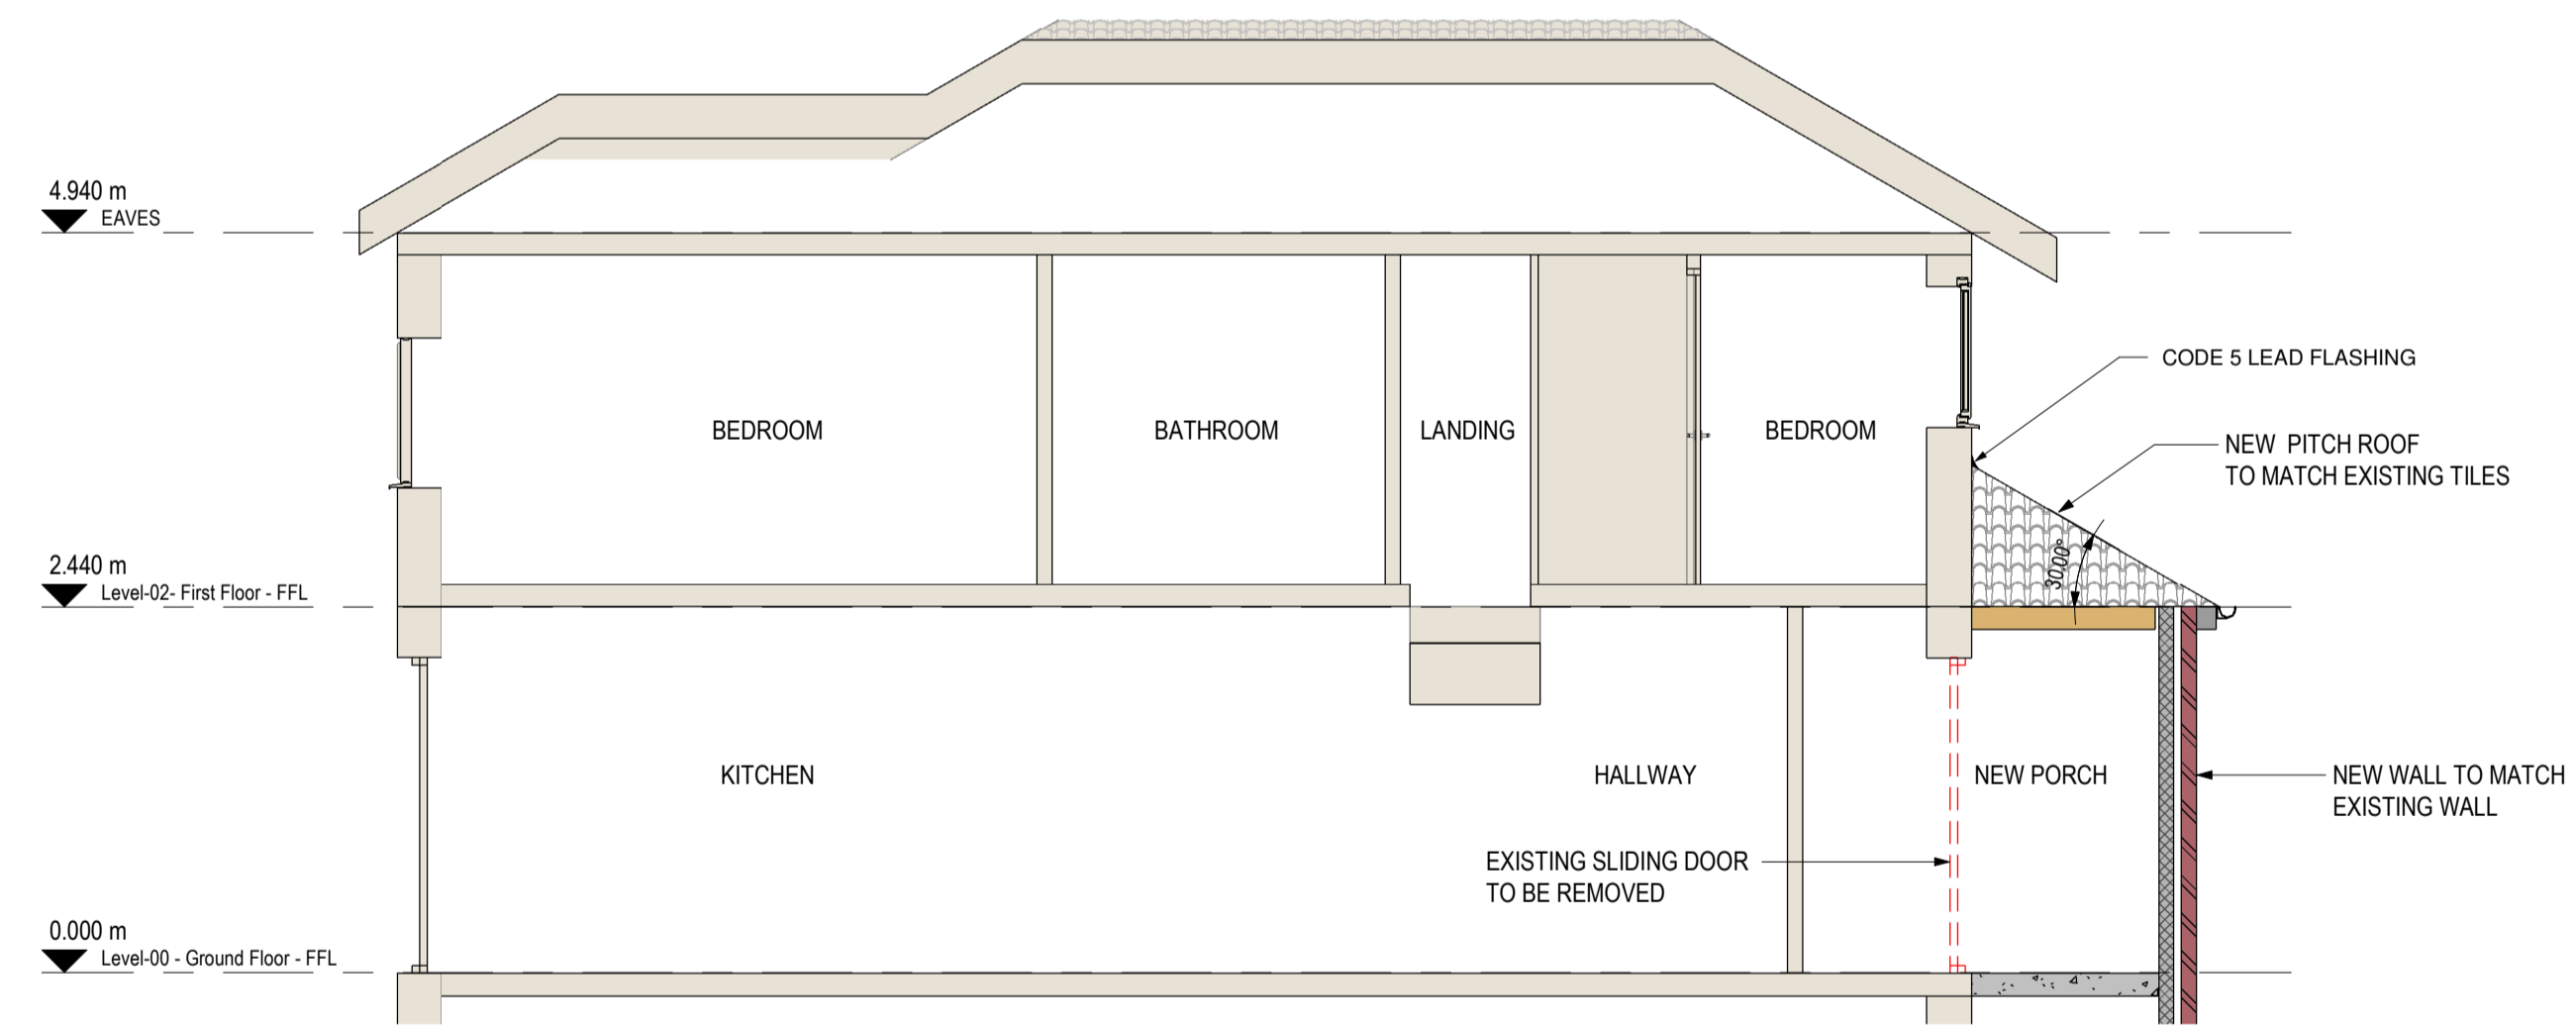 4.940 m
EAVES
CODE 5 LEAD FLASHING
BEDROOM
BATHROOM
LANDING
BEDROOM
NEW PITCH ROOF
TO MATCH EXISTING TILES
30.00°
2.440 m
Level-02- First Floor - FFL
KITCHEN
HALLWAY
NEW PORCH
NEW WALL TO MATCH
EXISTING WALL
EXISTING SLIDING DOOR
TO BE REMOVED
0.000 m
Level-00 - Ground Floor - FFL